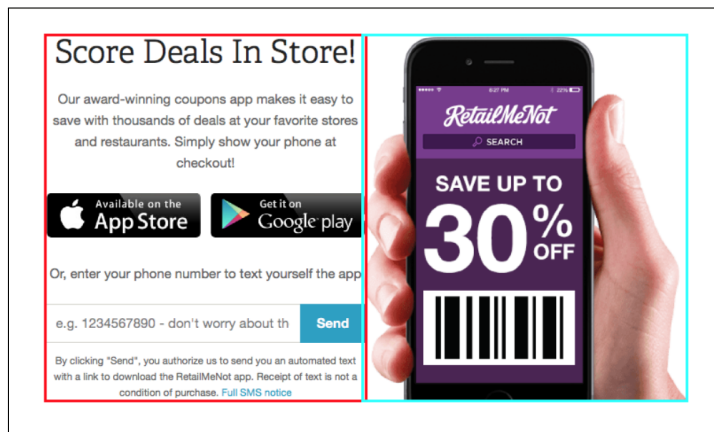 Score Deals In Store!
Our award-winning coupons app makes it easy to
save with thousands of deals at your favorite stores
and restaurants. Simply show your phone at
checkout!
Available on the
App Store
Get it on
Google play
Or, enter your phone number to text yourself the app
e.g. 1234567890 - don't worry about th
Send
By clicking "Send", you authorize us to send you an automated text
with a link to download the RetailMeNot app. Receipt of text is not a
condition of purchase. Full SMS notice
9:27 PM
22%
RetailMeNot
SEARCH
SAVE UP TO
30%
OFF